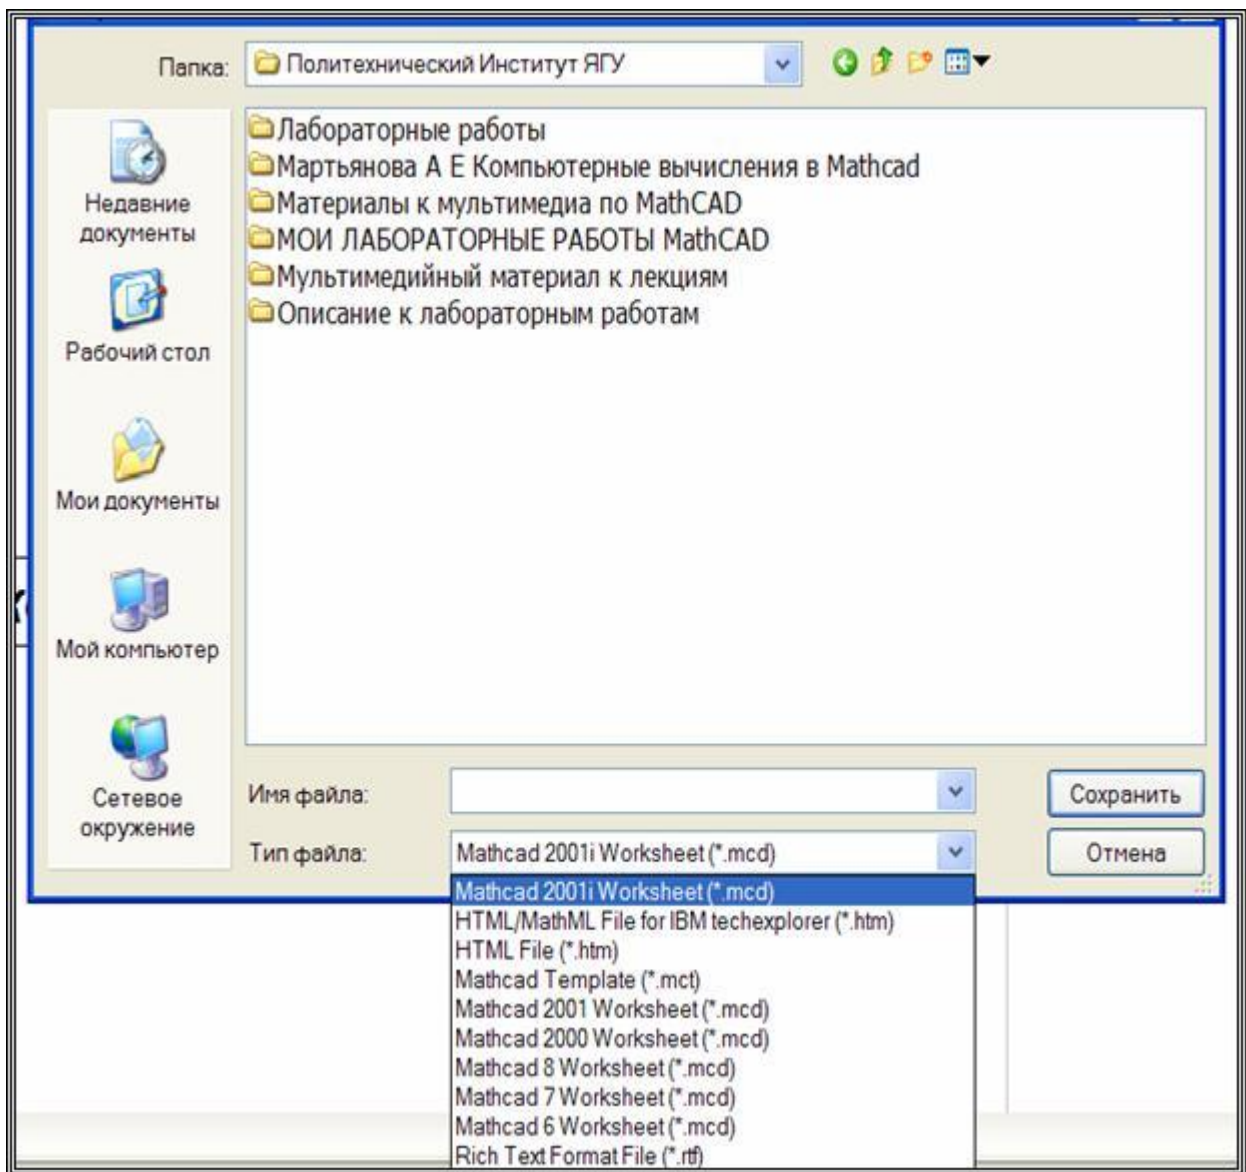 Папка:
Политехнический Институт ЯГУ
Недавние
документы
Рабочий стол
Мои документы
Мой компьютер
Сетевое
окружение
Лабораторные работы
Мартьянова А Е Компьютерные вычисления в Mathcad
Материалы к мультимедиа по MathCAD
МОИ ЛАБОРАТОРНЫЕ РАБОТЫ MathCAD
Мультимедийный материал к лекциям
Описание к лабораторным работам
Имя файла:
Сохранить
Тип файла:
Mathcad 2001i Worksheet (*.mcd)
Отмена
Mathcad 2001i Worksheet (*.mcd)
HTML/MathML File for IBM techexplorer (*.htm)
HTML File (*.htm)
Mathcad Template (*.mct)
Mathcad 2001 Worksheet (*.mcd)
Mathcad 2000 Worksheet (*.mcd)
Mathcad 8 Worksheet (*.mcd)
Mathcad 7 Worksheet (*.mcd)
Mathcad 6 Worksheet (*.mcd)
Rich Text Format File (*.rtf)